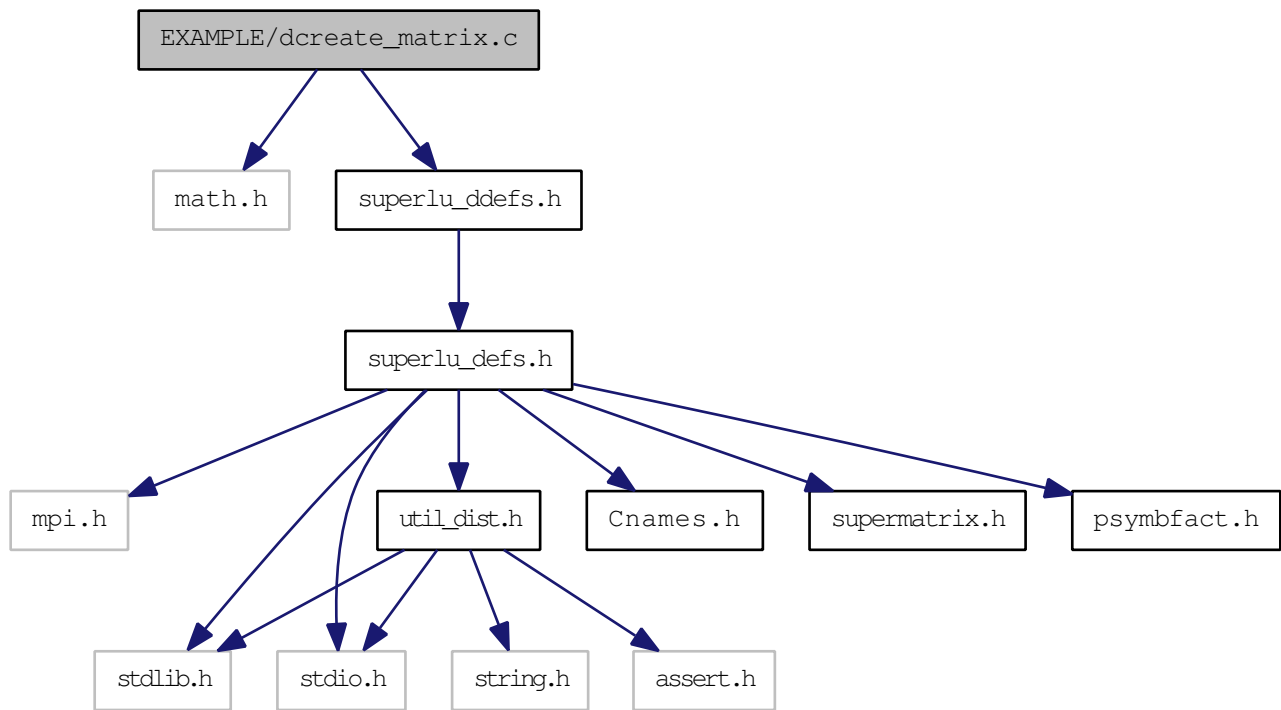 EXAMPLE/dcreate_matrix.c
math.h
superlu_ddefs.h
superlu_defs.h
mpi.h
util_dist.h
Cnames.h
supermatrix.h
psymbfact.h
stdlib.h
stdio.h
string.h
assert.h